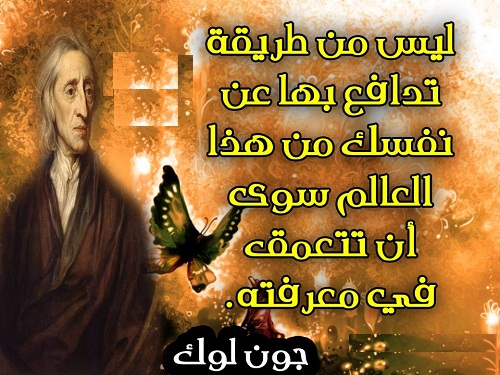 ليس من طريقة
تدافع بها عن
نفسك من هذا
العالم سوى
أن تتعمق
في معرفته.
جون لوك